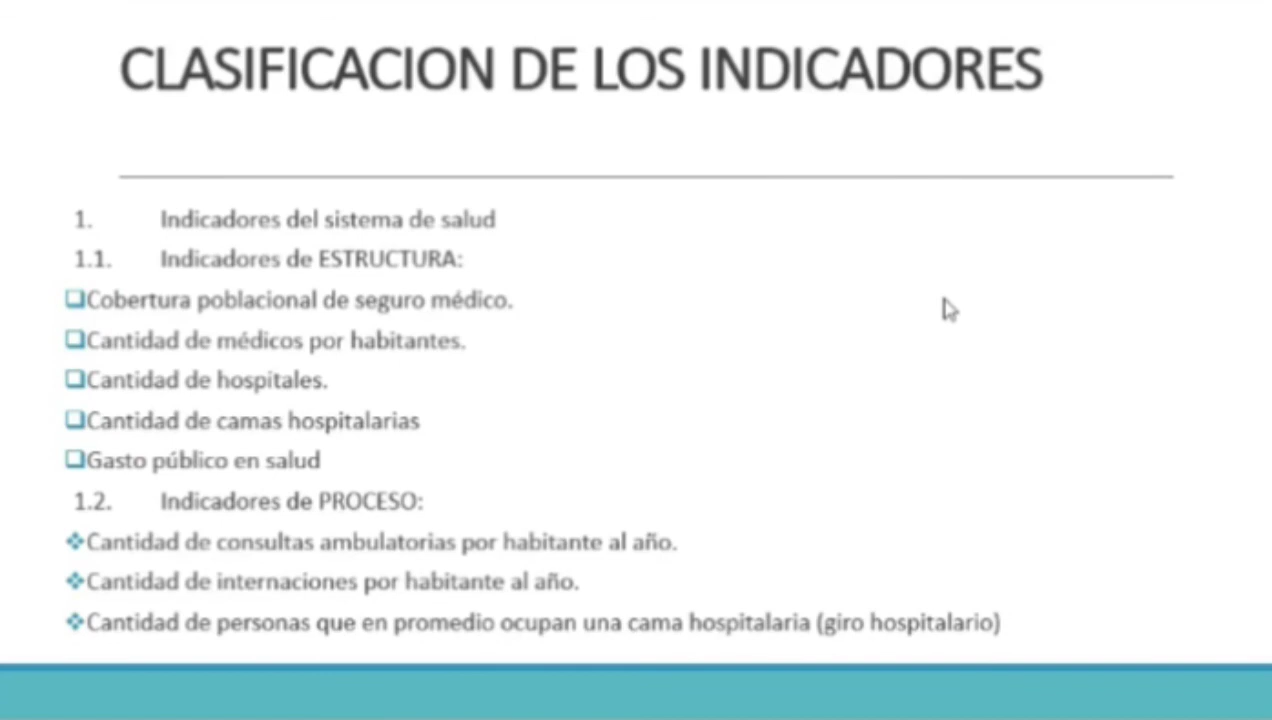 CLASIFICACION DE LOS INDICADORES
1. Indicadores del sistema de salud
1.1. Indicadores de ESTRUCTURA:
❑Cobertura poblacional de seguro médico.
❑Cantidad de médicos por habitantes.
❑Cantidad de hospitales.
❑Cantidad de camas hospitalarias
❑Gasto público en salud
1.2. Indicadores de PROCESO:
❖Cantidad de consultas ambulatorias por habitante al año.
❖Cantidad de internaciones por habitante al año.
❖Cantidad de personas que en promedio ocupan una cama hospitalaria (giro hospitalario)